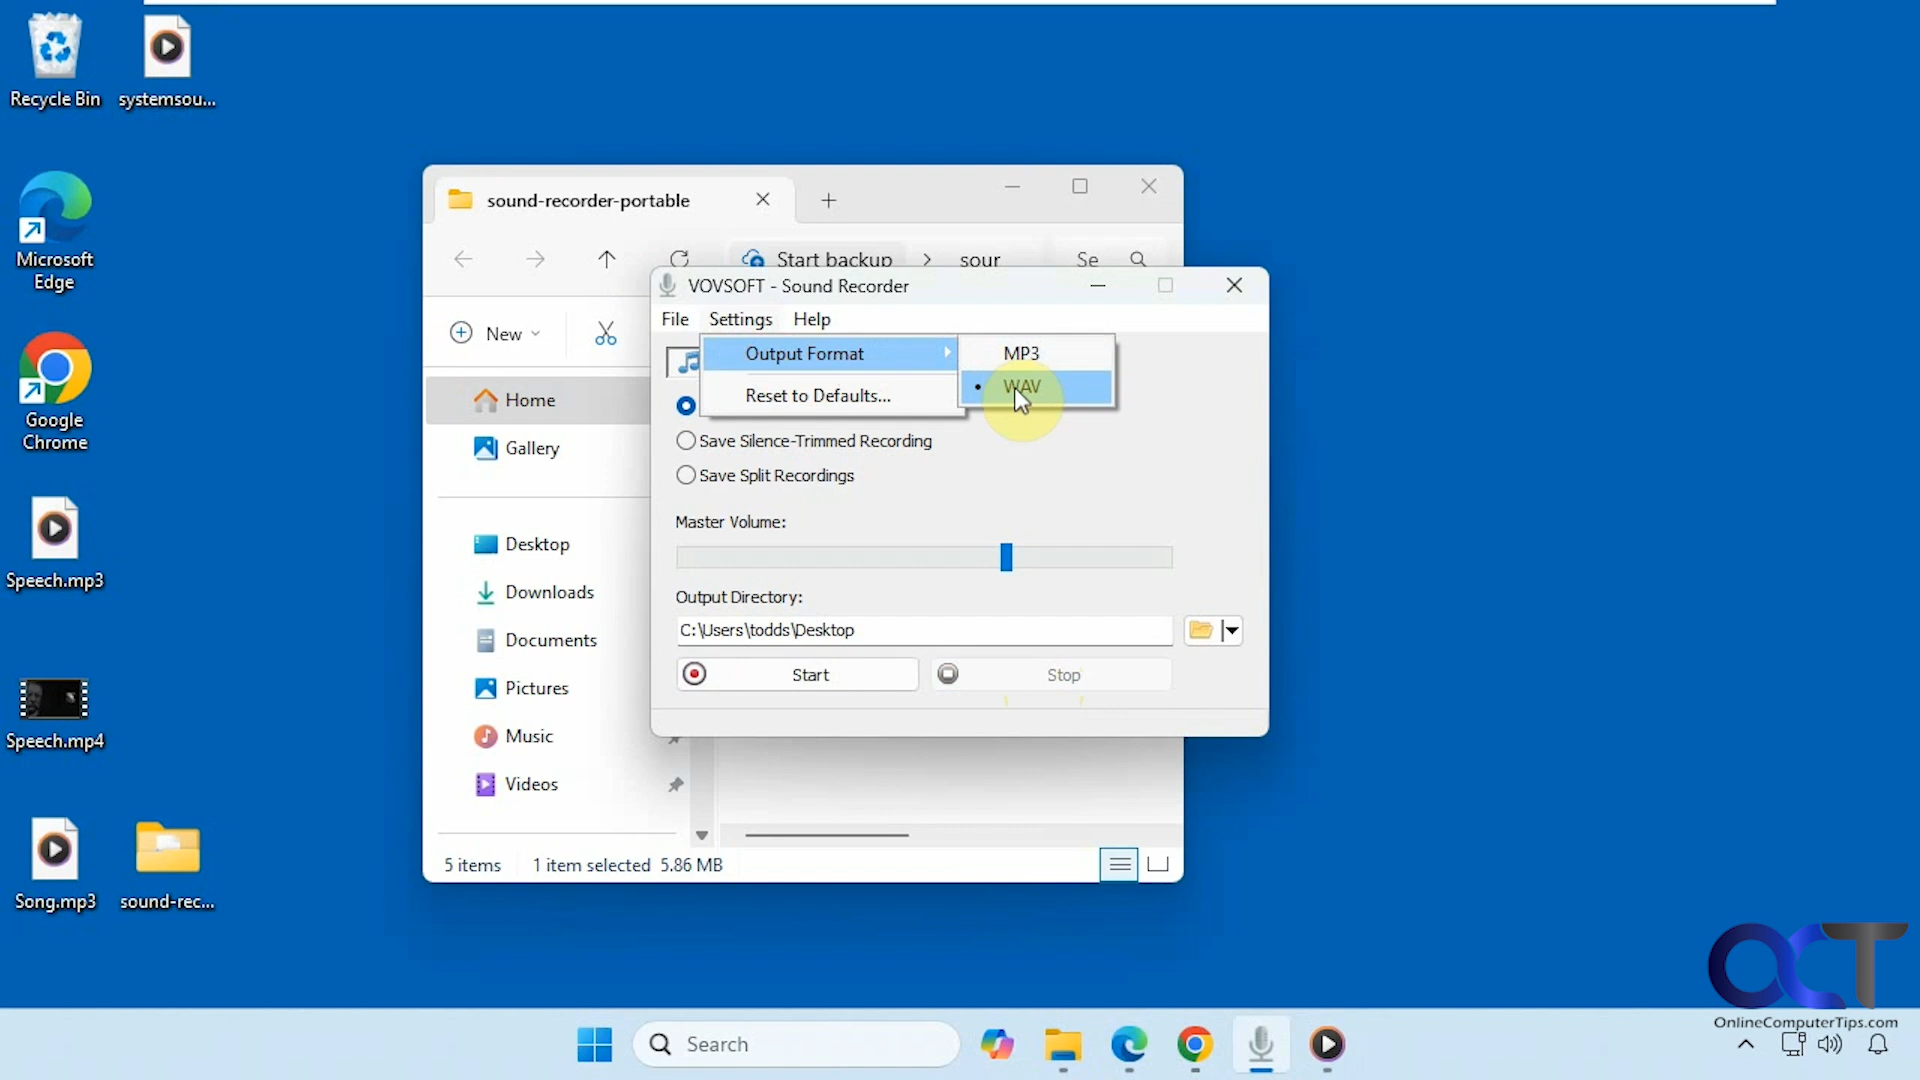 Recycle Bin
systemsou...
Microsoft
Edge
Google
Chrome
Speech.mp3
Speech.mp4
Song.mp3
sound-rec...
sound-recorder-portable
Start backup
sour
Se
New
Home
Gallery
Desktop
Downloads
Documents
Pictures
Music
Videos
5 items
1 item selected 5.86 MB
VOVSOFT - Sound Recorder
File Settings Help
Output Format
Reset to Defaults...
MP3
WAV
Save Silence-Trimmed Recording
Save Split Recordings
Master Volume:
Output Directory:
C:\Users\todds\Desktop
Start
Stop
OCT
OnlineComputerTips.com
Search